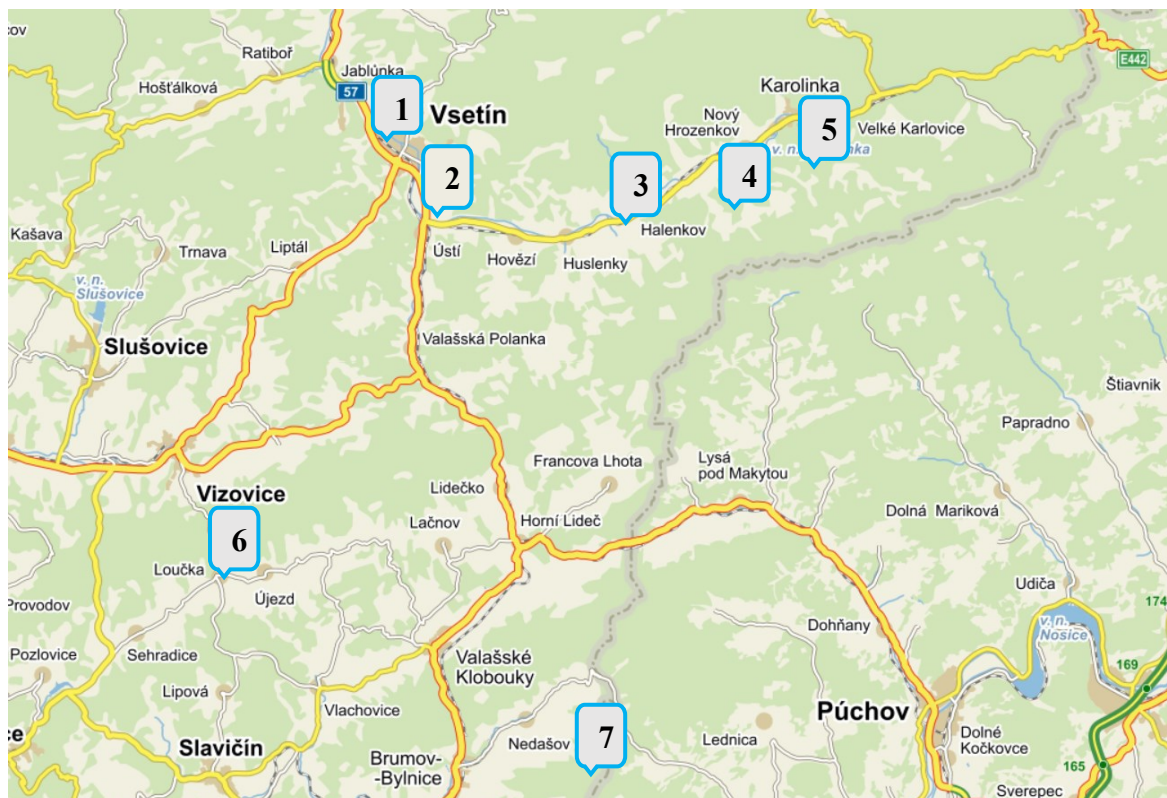 cov
Ratiboř
Jablůnka
E442
Hošťálková
57
1
Vsetín
Karolinka
Nový
Hrozenkov
5
Velké Karlovice
v. n.
nka
2
3
4
Kašava
Trnava
Liptál
Ústí
Hovězí
Huslenky
Halenkov
v. n.
Slušovice
Slušovice
Valašská Polanka
Štiavnik
Papradno
Francova Lhota
Lysá
pod Makytou
Vizovice
Lidečko
Lačnov
Horní Lideč
Dolná Mariková
6
Loučka
Újezd
Udiča
174
Provodov
v. n.
Nosice
Dohňany
Pozlovice
Sehradice
Valašské
Klobouky
169
Lipová
Vlachovice
Púchov
ce
Slavičín
Nedašov
7
Lednica
Dolné
Kočkovce
Brumov-
-Bylnice
165
Sverepec